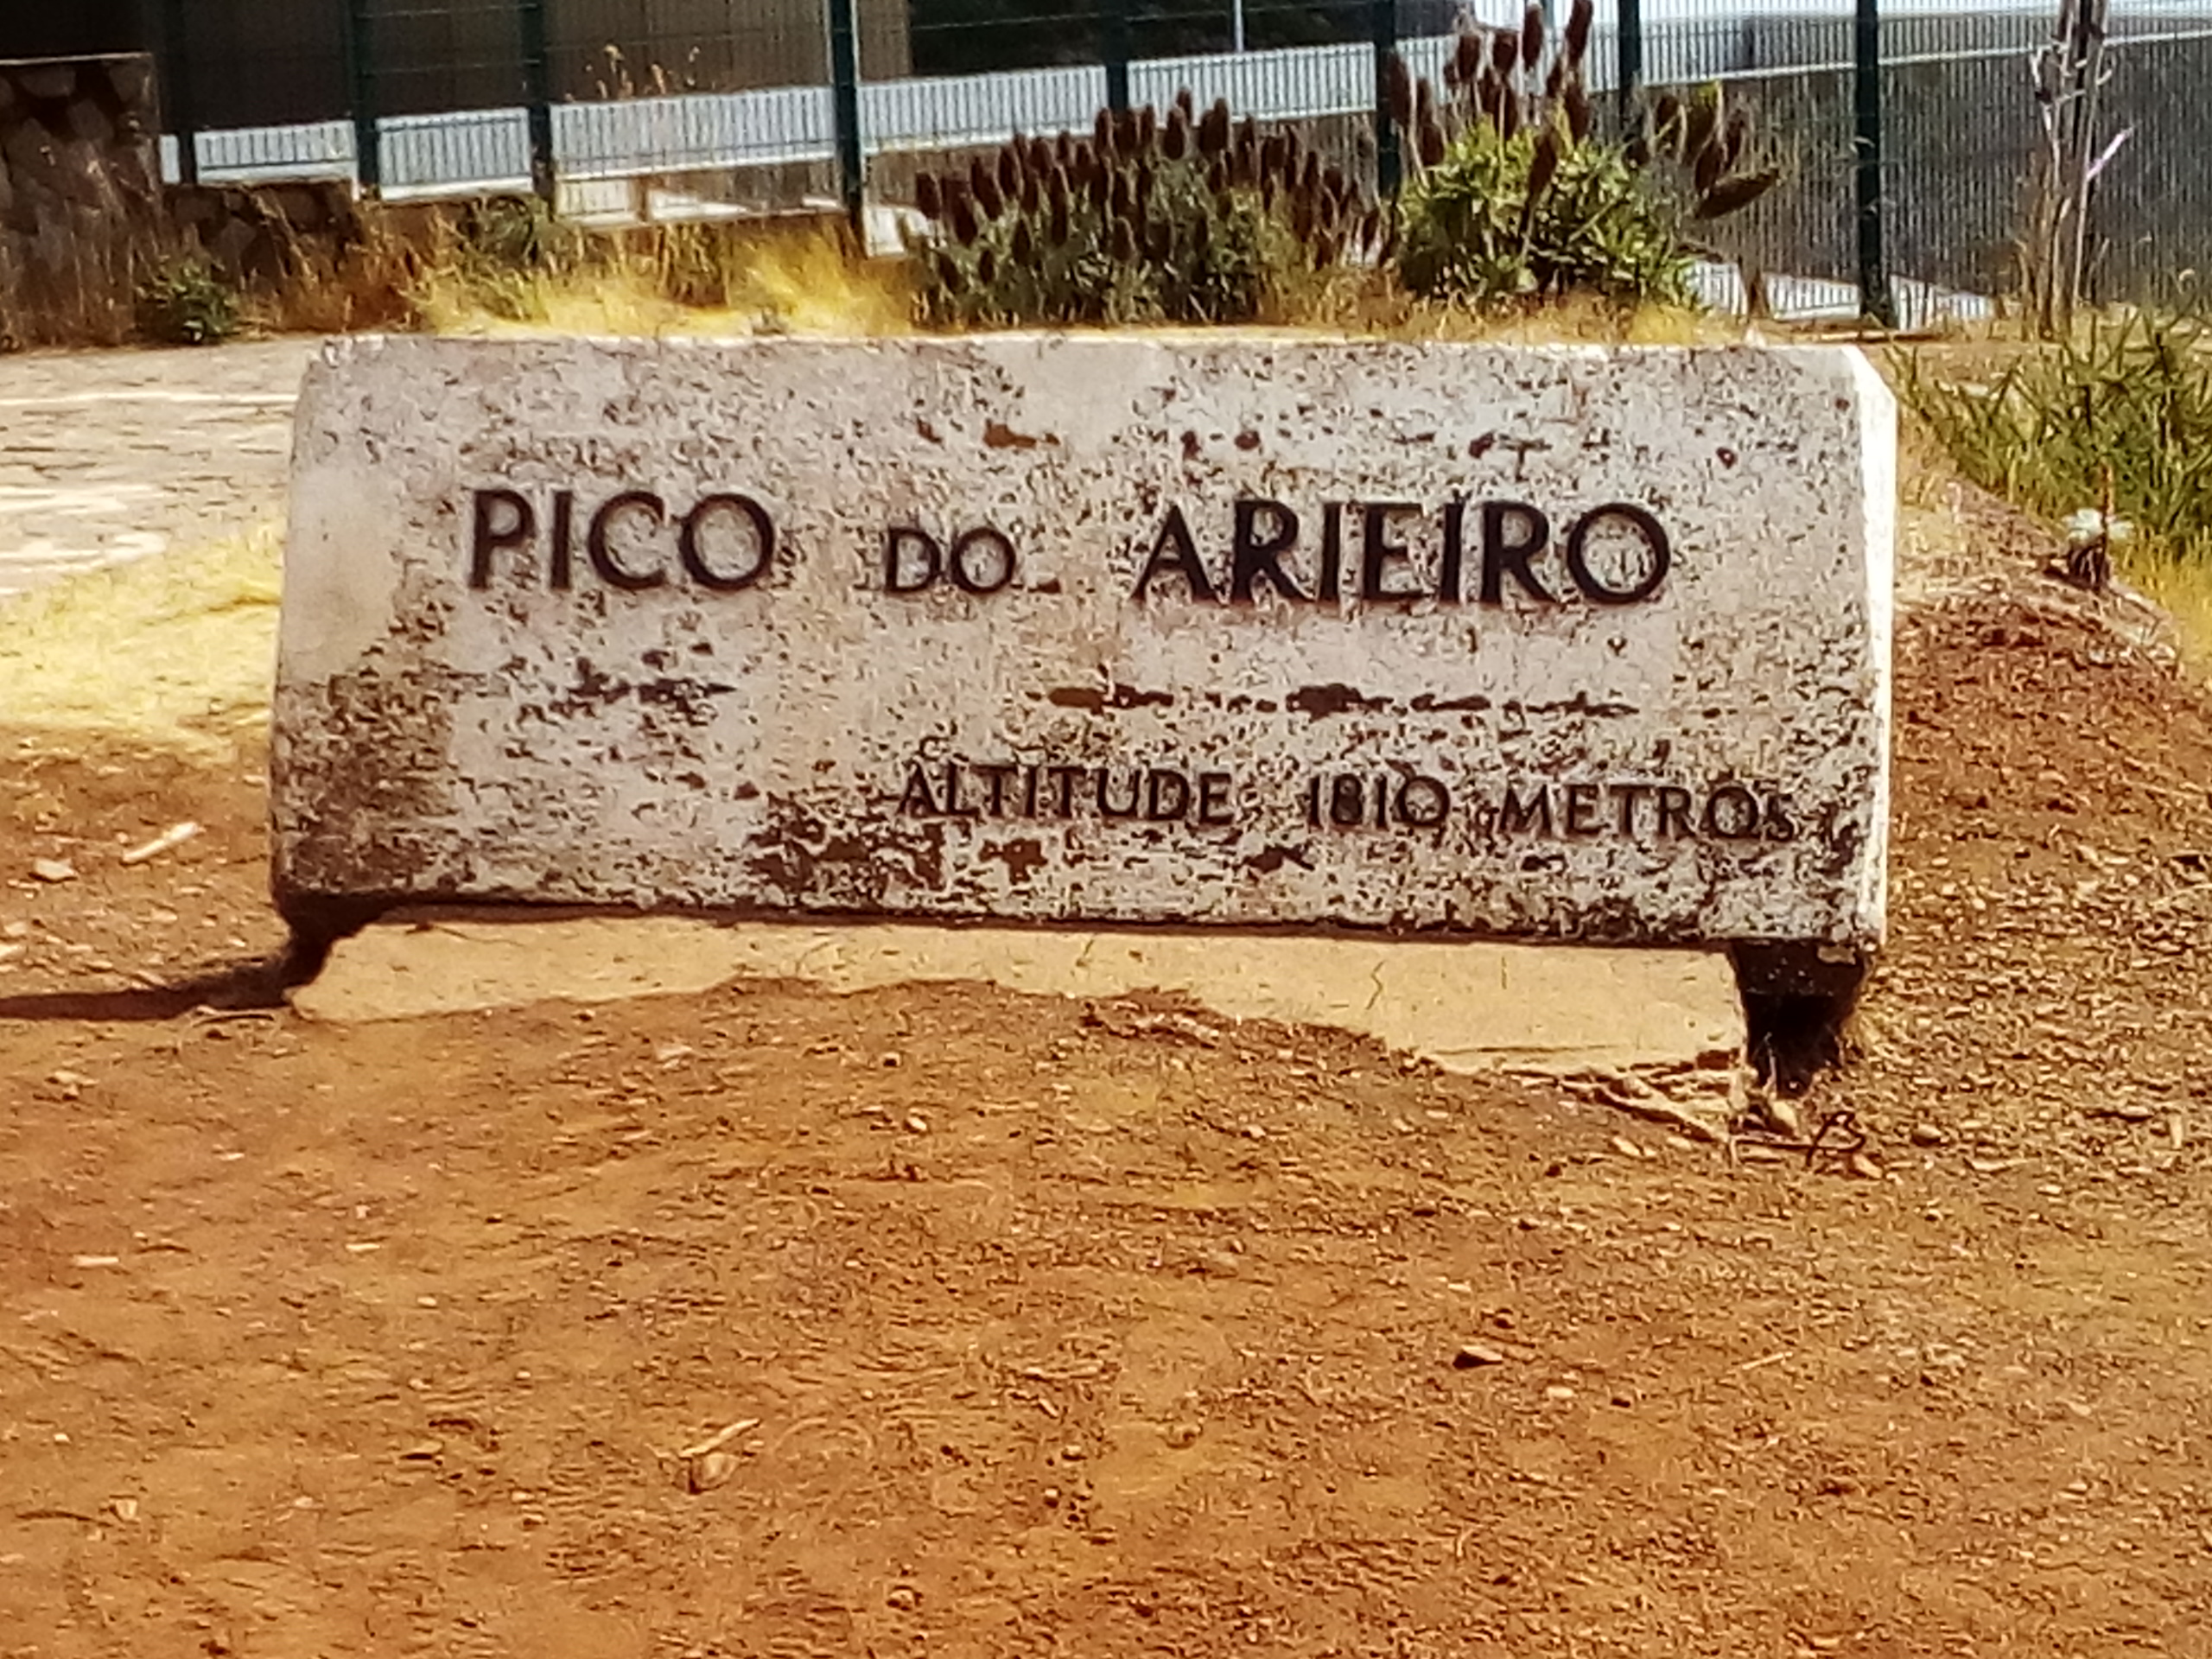 PICO DO ARIEIRO
ALTITUDE 1810 METROS